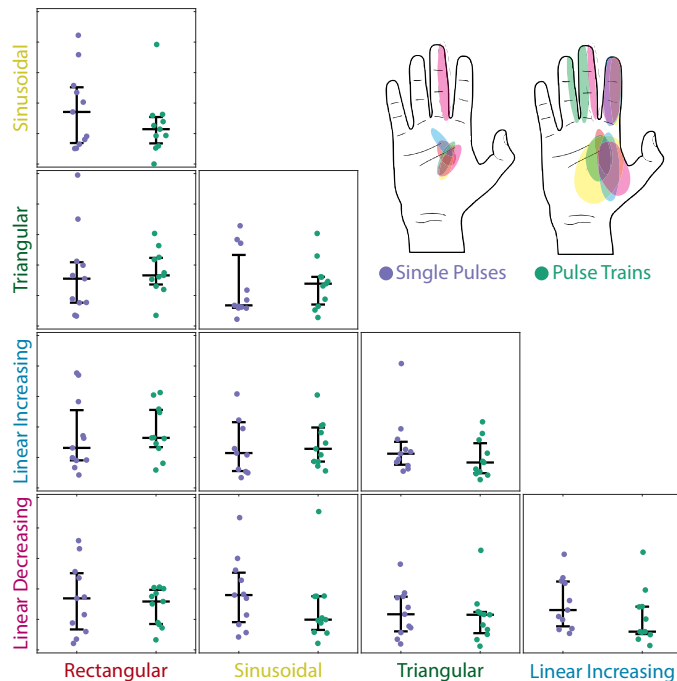 Sinusoidal
Single Pulses
Pulse Trains
Triangular
Linear Increasing
Linear Decreasing
Rectangular
Sinusoidal
Triangular
Linear Increasing